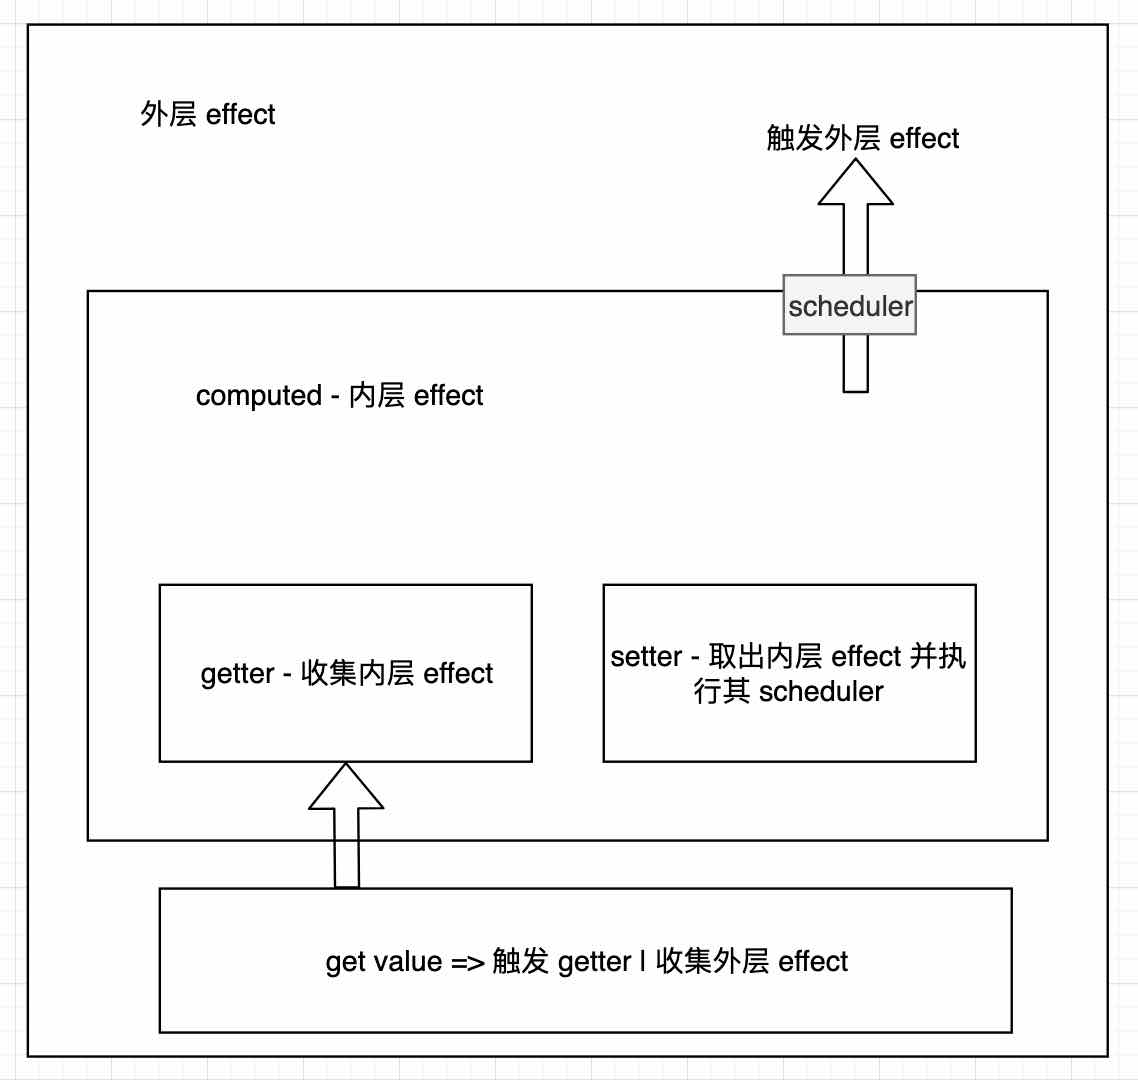 外层 effect
触发外层 effect
scheduler
computed - 内层 effect
getter - 收集内层 effect
setter - 取出内层 effect 并执
行其 scheduler
get value => 触发 getter | 收集外层 effect